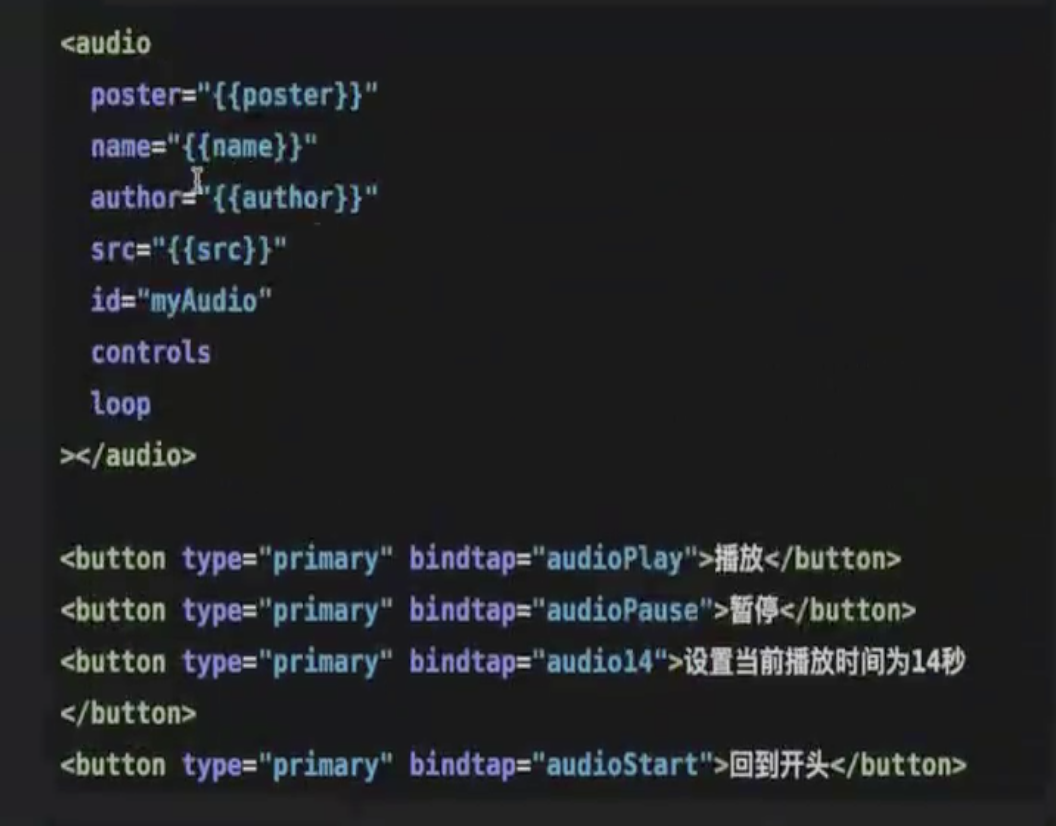 <audio
  poster="{{poster}}"
  name="{{name}}"
  author="{{author}}"
  src="{{src}}"
  id="myAudio"
  controls
  loop
></audio>
<button type="primary" bindtap="audioPlay">播放</button>
<button type="primary" bindtap="audioPause">暂停</button>
<button type="primary" bindtap="audio14">设置当前播放时间为14秒
</button>
<button type="primary" bindtap="audioStart">回到开头</button>